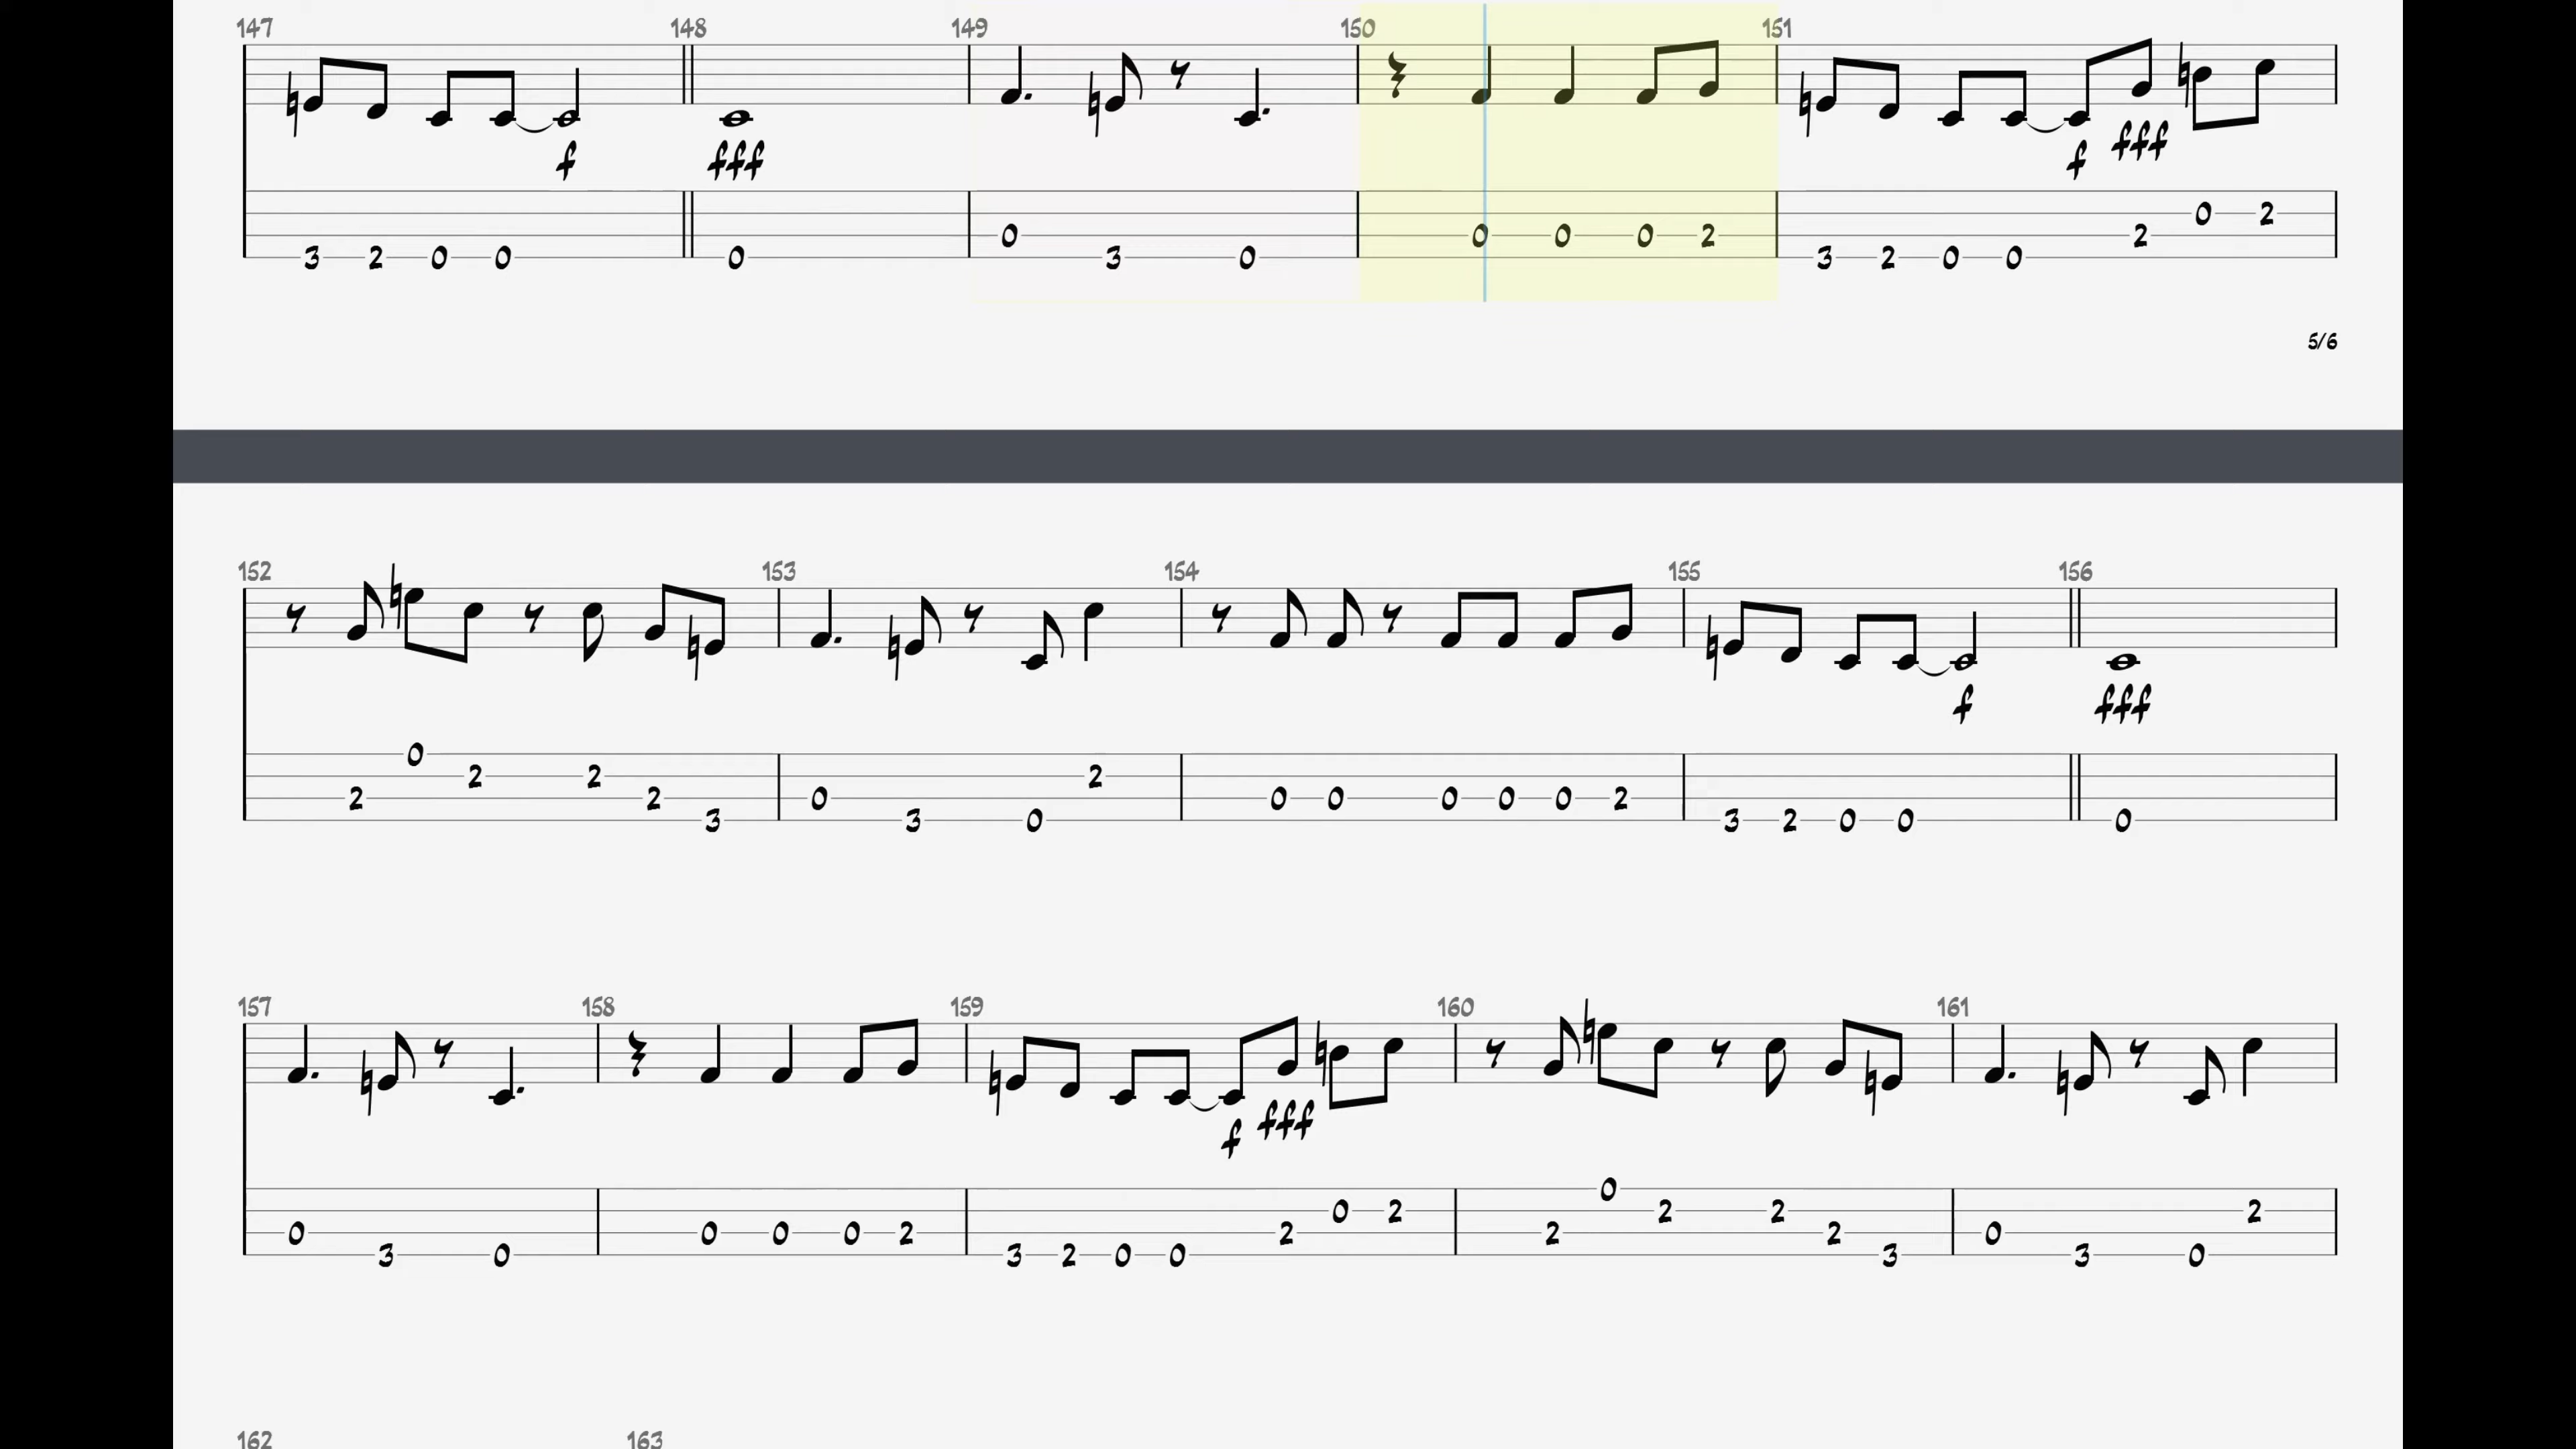 147 148 149 150 151
f fff f fff
0 0 0 0 0 2 0 2
3 2 0 0 0 3 0 3 2 0 0 2
5/6
152 153 154 155 156
f fff
0
2 2 2
2 2 0 0 0 0 0 0 2
3 3 0 3 2 0 0 0
157 158 159 160 161
f fff
0
0 2 2 2 2
0 0 0 0 2 2 2 2 0
3 0 3 2 0 0 3 3 0
162 163